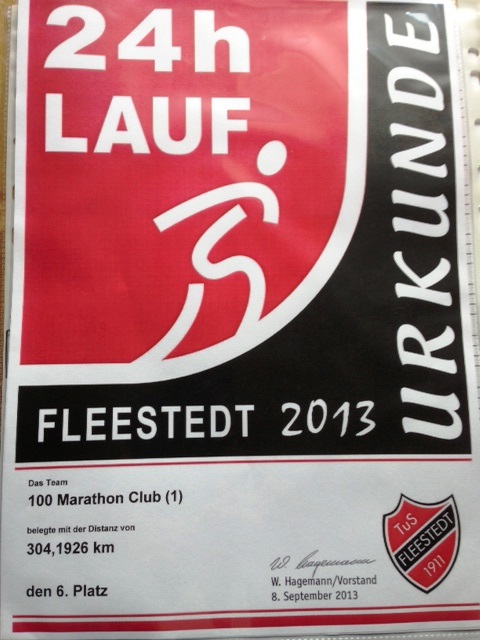 24h
LAUF
URKUNDE
FLEESTEDT 2013
Das Team
100 Marathon Club (1)
belegte mit der Distanz von
304,1926 km
den 6. Platz
W. Hagemann
W. Hagemann/Vorstand
8. September 2013
TuS
FLEESTEDT
1911